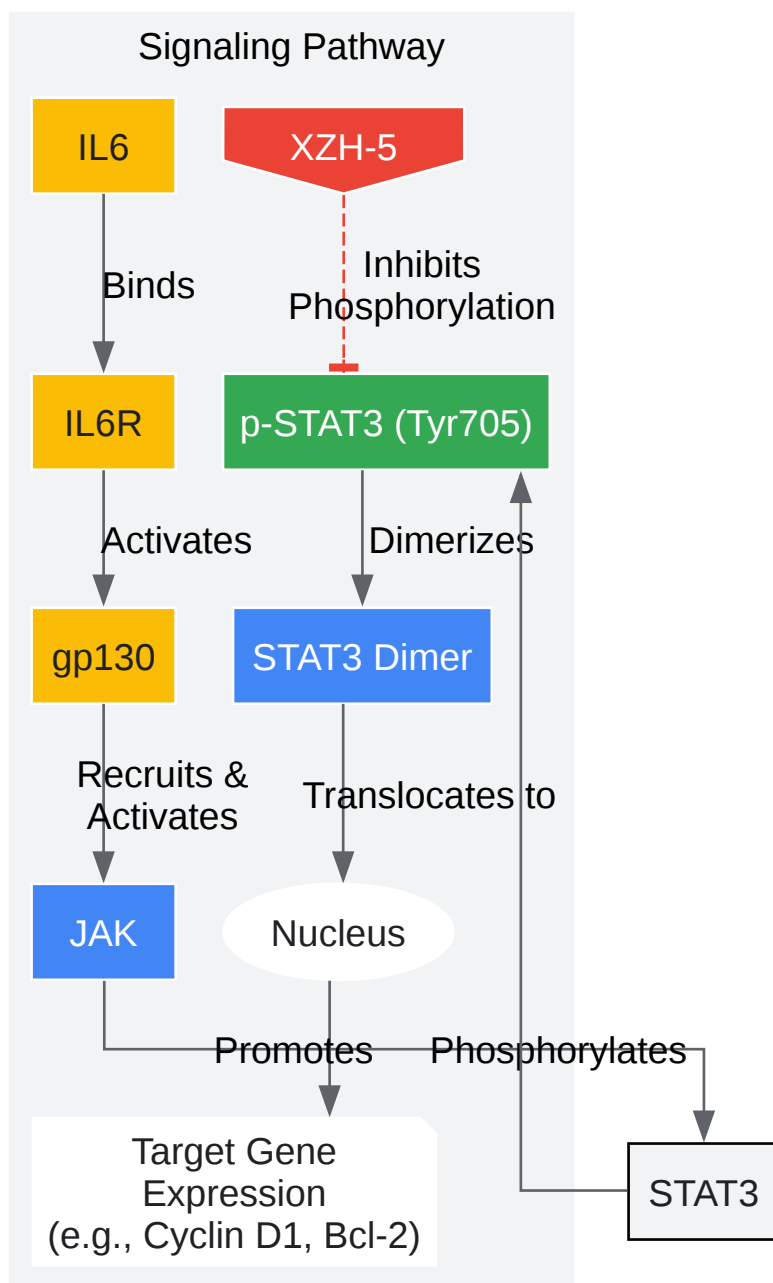 Signaling Pathway
IL6
XZH-5
Binds
Inhibits
Phosphorylation
IL6R
p-STAT3 (Tyr705)
Activates
Dimerizes
gp130
STAT3 Dimer
Recruits &
Activates
Translocates to
JAK
Nucleus
Promotes
Phosphorylates
Target Gene
Expression
(e.g., Cyclin D1, Bcl-2)
STAT3